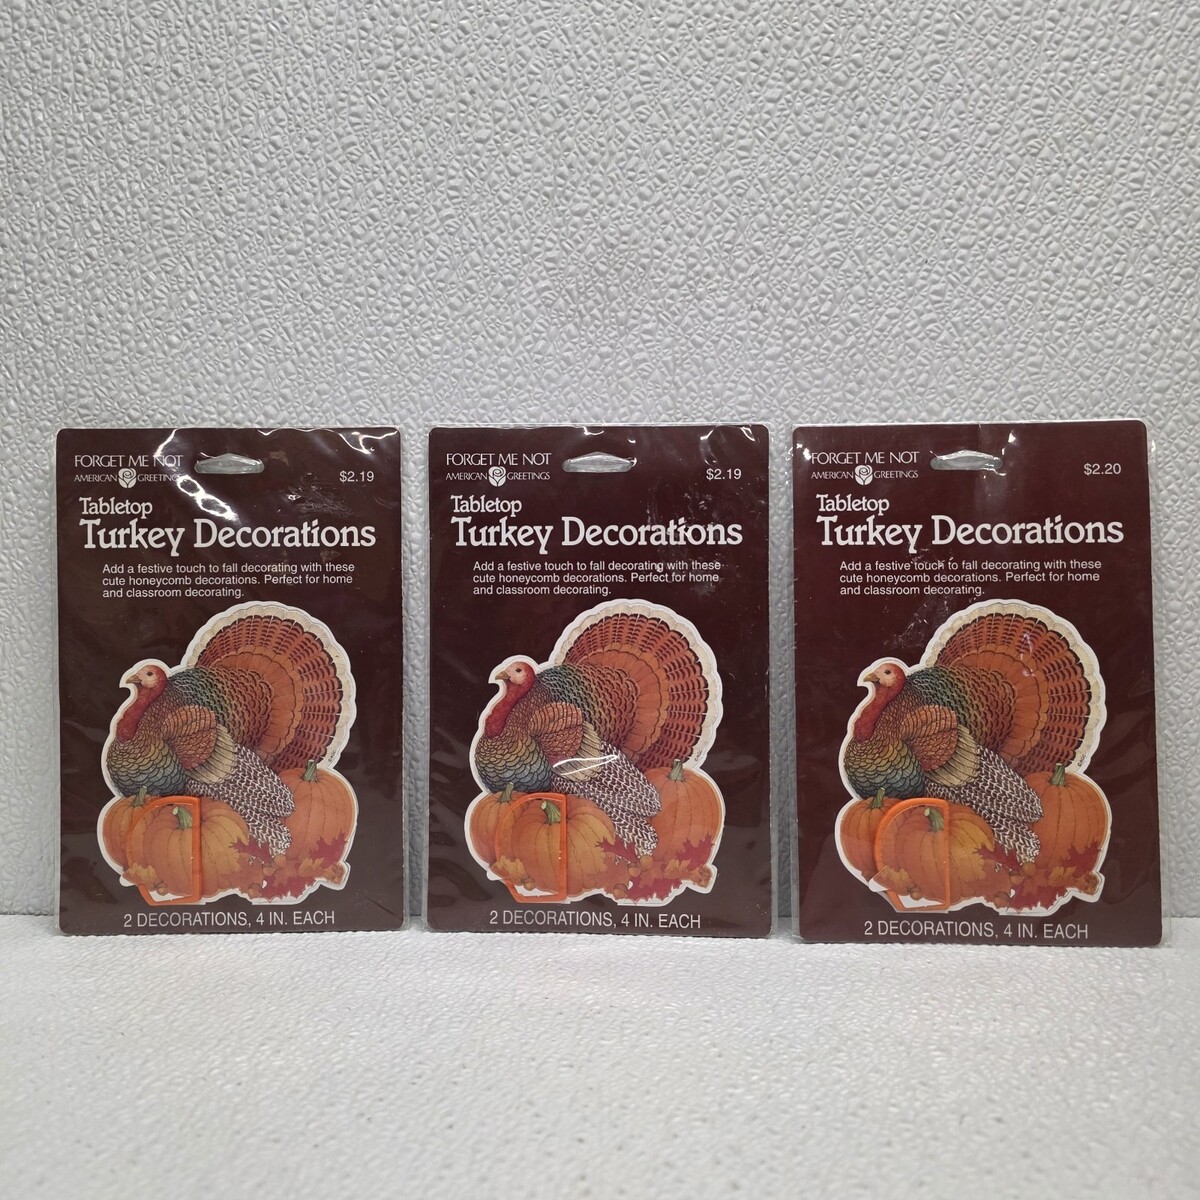 FORGET ME NOT
AMERICAN GREETINGS
$2.19
Tabletop
Turkey Decorations
Add a festive touch to fall decorating with these
cute honeycomb decorations. Perfect for home
and classroom decorating.
2 DECORATIONS, 4 IN. EACH
FORGET ME NOT
AMERICAN GREETINGS
$2.19
Tabletop
Turkey Decorations
Add a festive touch to fall decorating with these
cute honeycomb decorations. Perfect for home
and classroom decorating.
2 DECORATIONS, 4 IN. EACH
FORGET ME NOT
AMERICAN GREETINGS
$2.20
Tabletop
Turkey Decorations
Add a festive touch to fall decorating with these
cute honeycomb decorations. Perfect for home
and classroom decorating.
2 DECORATIONS, 4 IN. EACH